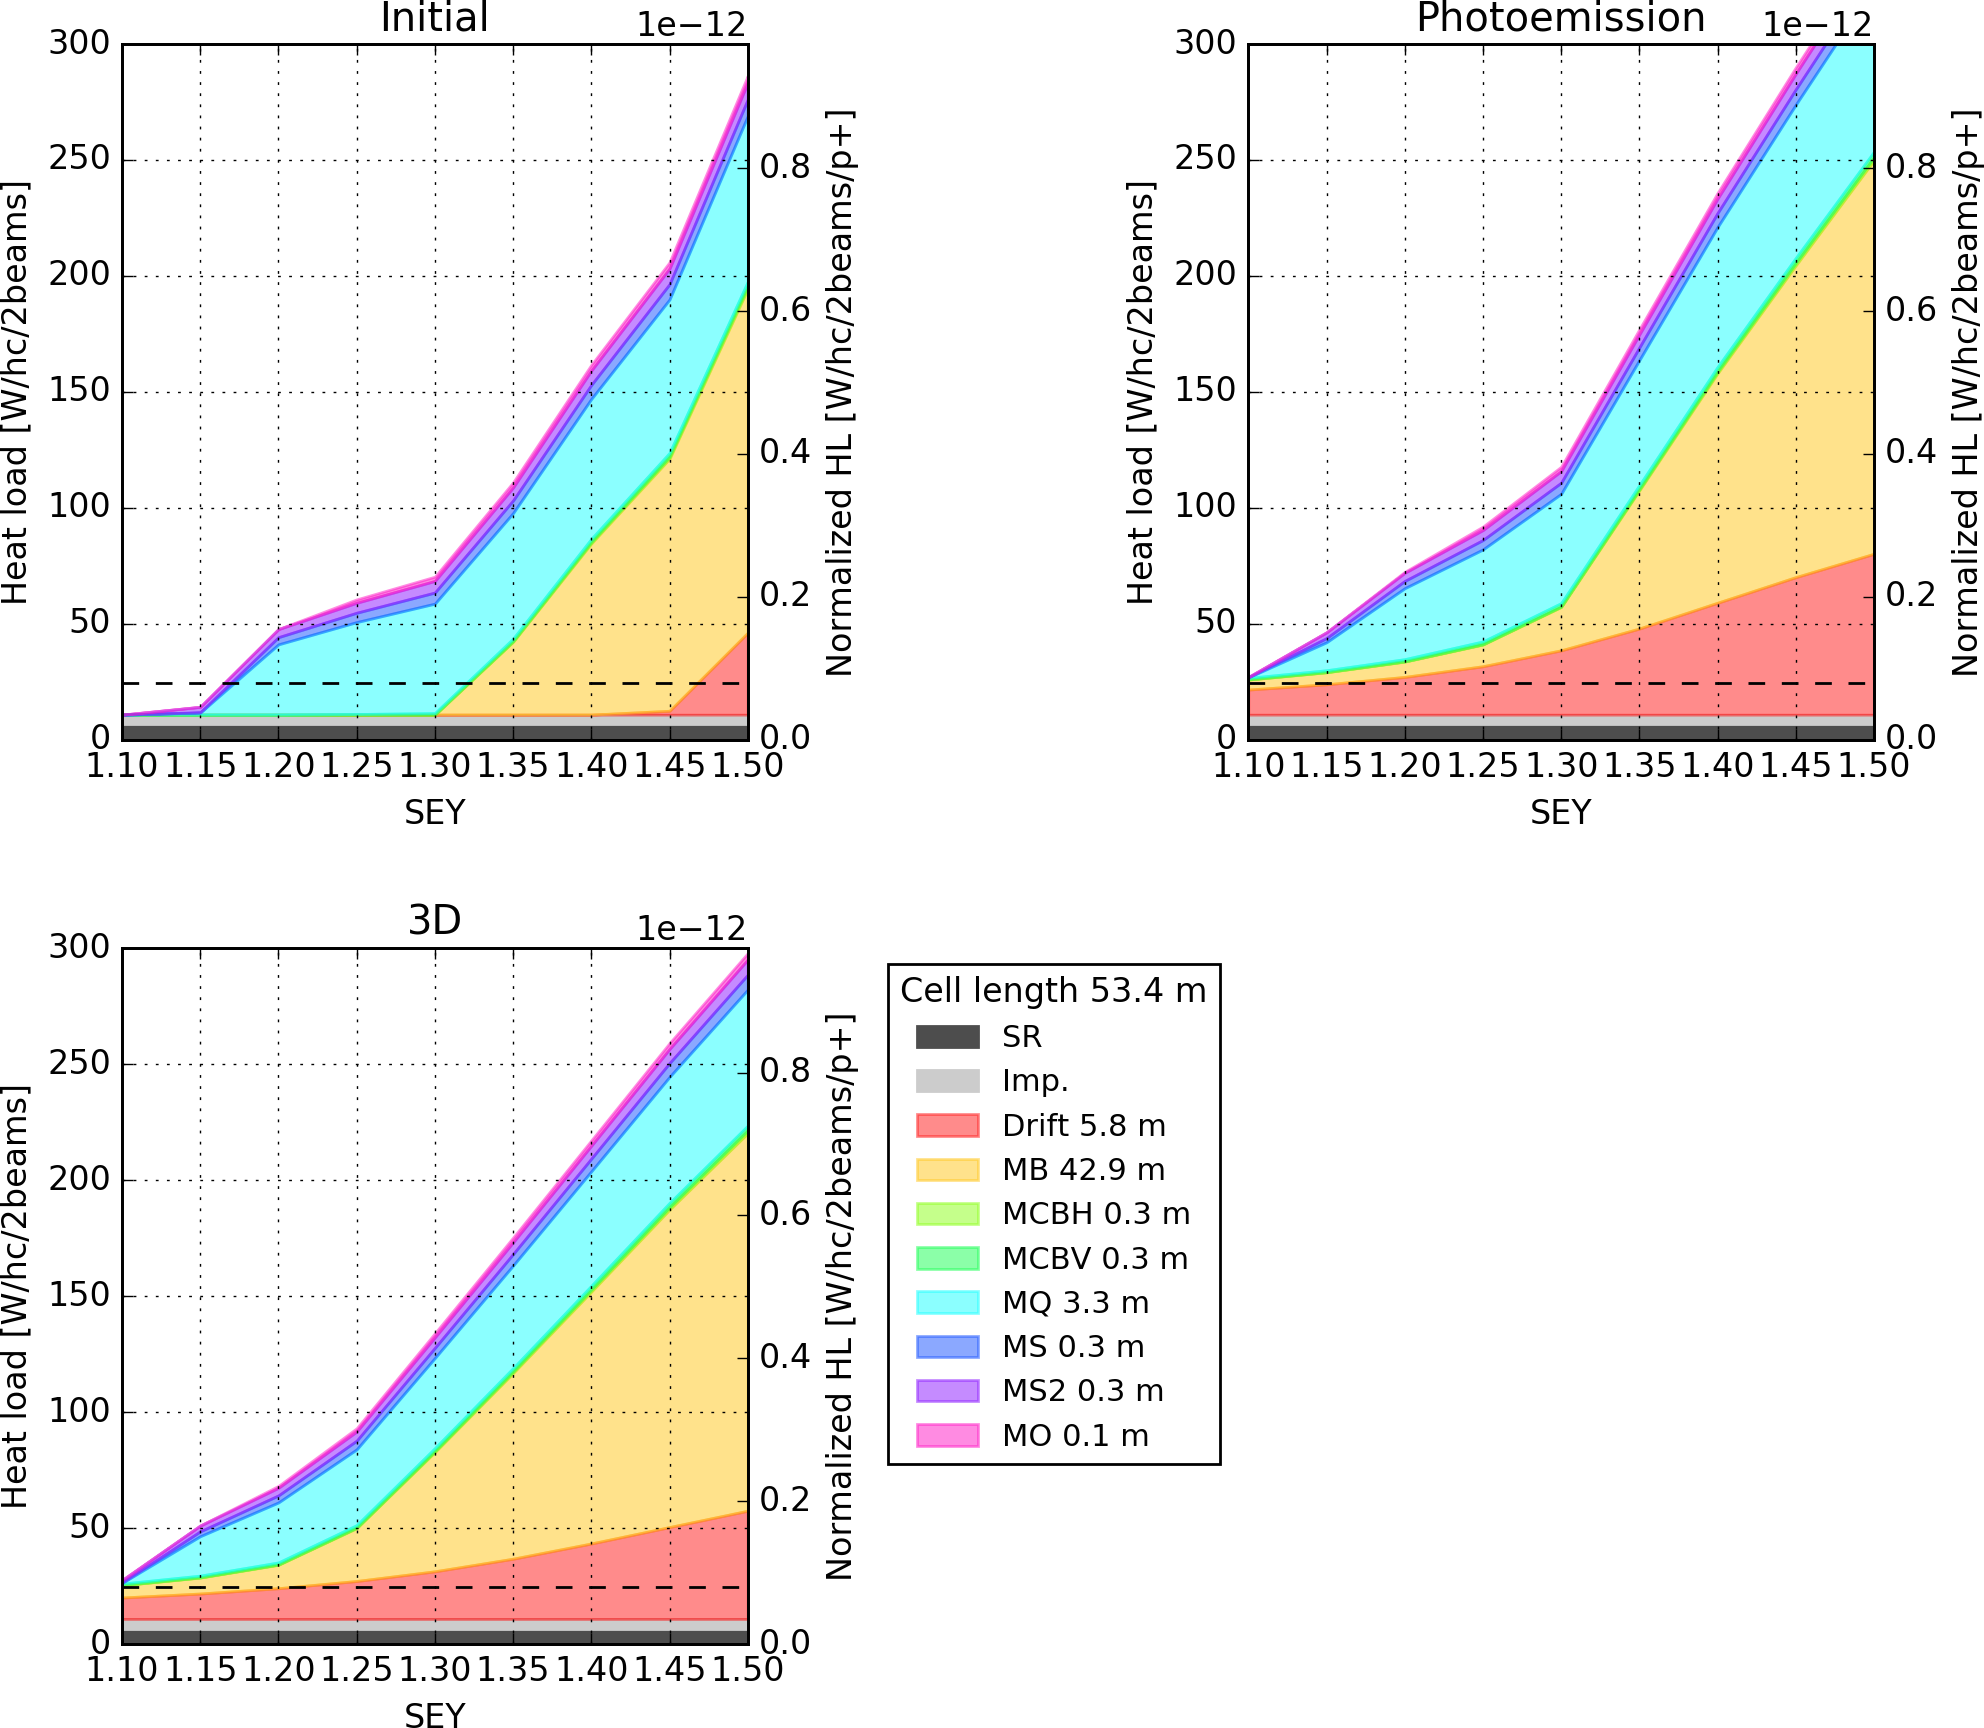 Initial
1e−12
300
250
200
150
100
50
0
0.8
0.6
0.4
0.2
0.0
Heat load [W/hc/2beams]
Normalized HL [W/hc/2beams/p+]
1.10 1.15 1.20 1.25 1.30 1.35 1.40 1.45 1.50
SEY
Photoemission
1e−12
300
250
200
150
100
50
0
0.8
0.6
0.4
0.2
0.0
Heat load [W/hc/2beams]
Normalized HL [W/hc/2beams/p+]
1.10 1.15 1.20 1.25 1.30 1.35 1.40 1.45 1.50
SEY
3D
1e−12
300
250
200
150
100
50
0
0.8
0.6
0.4
0.2
0.0
Heat load [W/hc/2beams]
Normalized HL [W/hc/2beams/p+]
1.10 1.15 1.20 1.25 1.30 1.35 1.40 1.45 1.50
SEY
Cell length 53.4 m
SR
Imp.
Drift 5.8 m
MB 42.9 m
MCBH 0.3 m
MCBV 0.3 m
MQ 3.3 m
MS 0.3 m
MS2 0.3 m
MO 0.1 m